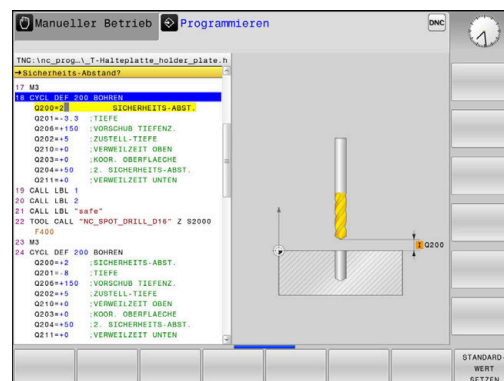 Manueller Betrieb
Programmieren
DNC
TNC:\nc_prog…\_T-Halteplatte_holder_plate.h
→Sicherheits-Abstand?
17 M3
18 CYCL DEF 200 BOHREN
Q200=2 SICHERHEITS-ABST.
Q201=-3.3 ;TIEFE
Q206=+150 ;VORSCHUB TIEFENZ.
Q202=+5 ;ZUSTELL-TIEFE
Q210=+0 ;VERWEILZEIT OBEN
Q203=+0 ;KOOR. OBERFLAECHE
Q204=+50 ;2. SICHERHEITS-ABST.
Q211=+0 ;VERWEILZEIT UNTEN
19 CALL LBL 1
20 CALL LBL 2
21 CALL LBL "safe"
22 TOOL CALL "NC_SPOT_DRILL_D16" Z S2000
F400
23 M3
24 CYCL DEF 200 BOHREN
Q200=+2 ;SICHERHEITS-ABST.
Q201=-8 ;TIEFE
Q206=+150 ;VORSCHUB TIEFENZ.
Q202=+5 ;ZUSTELL-TIEFE
Q210=+0 ;VERWEILZEIT OBEN
Q203=+0 ;KOOR. OBERFLAECHE
Q204=+50 ;2. SICHERHEITS-ABST.
Q211=+0 ;VERWEILZEIT UNTEN
I Q200
STANDARD-
WERT
SETZEN